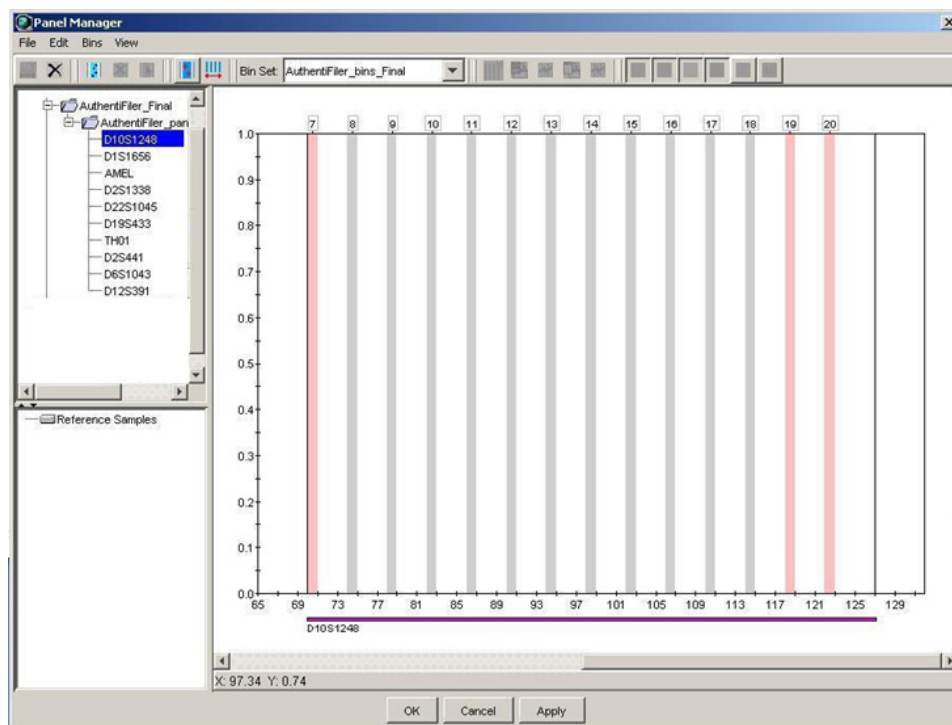 Panel Manager
File Edit Bins View
Bin Set: AuthentiFiler_bins_Final
AuthentiFiler_Final
AuthentiFiler_pan
D10S1248
D1S1656
AMEL
D2S1338
D22S1045
D19S433
TH01
D2S441
D6S1043
D12S391
Reference Samples
7 8 9 10 11 12 13 14 15 16 17 18 19 20
1.0
0.9
0.8
0.7
0.6
0.5
0.4
0.3
0.2
0.1
0.0
65 69 73 77 81 85 89 93 97 101 105 109 113 117 121 125 129
D10S1248
X: 97.34 Y: 0.74
OK Cancel Apply